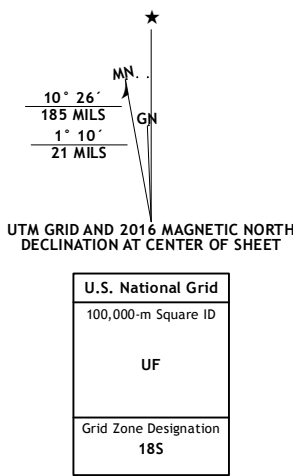 ★
MN
10° 26´
185 MILS
GN
1° 10´
21 MILS
UTM GRID AND 2016 MAGNETIC NORTH
DECLINATION AT CENTER OF SHEET
U.S. National Grid
100,000-m Square ID
UF
Grid Zone Designation
18S